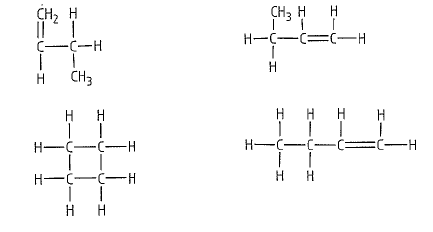 CH₂ H
C—C—H
H CH₃
CH₃ H H
H—C—C=C—H
H
H H
H—C—C—H
H—C—C—H
H H
H H H H
H—C—C—C=C—H
H H